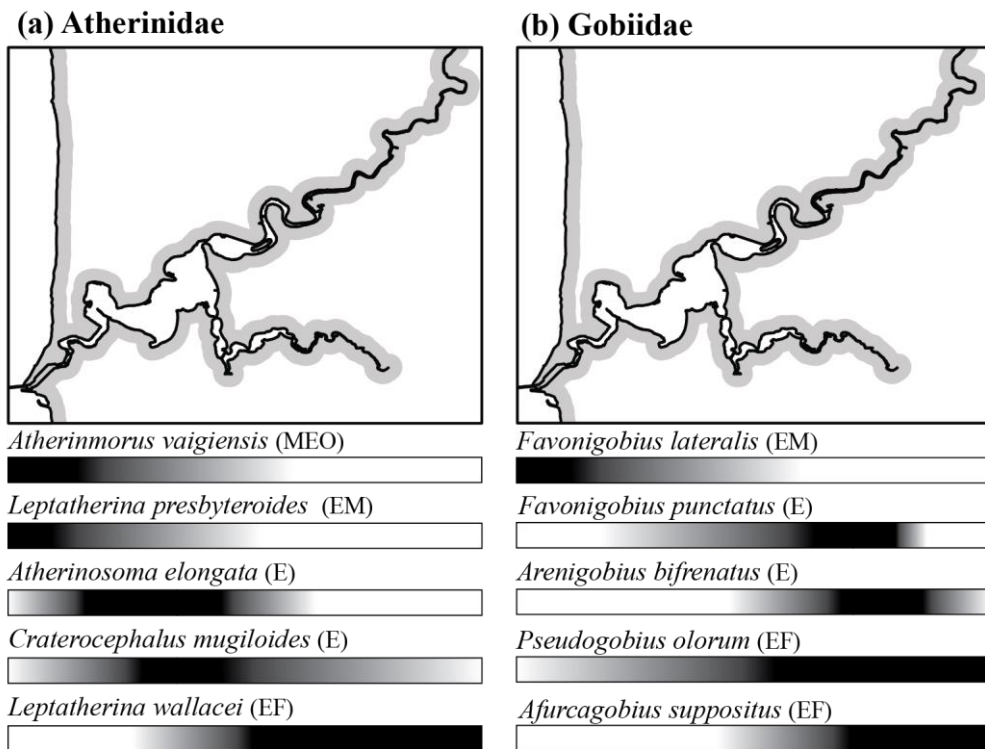 (a) Atherinidae
Atherinmorus vaigiensis (MEO)
Leptatherina presbyteroides (EM)
Atherinosoma elongata (E)
Craterocephalus mugiloides (E)
Leptatherina wallacei (EF)
(b) Gobiidae
Favonigobius lateralis (EM)
Favonigobius punctatus (E)
Arenigobius bifrenatus (E)
Pseudogobius olorum (EF)
Afurcagobius suppositus (EF)